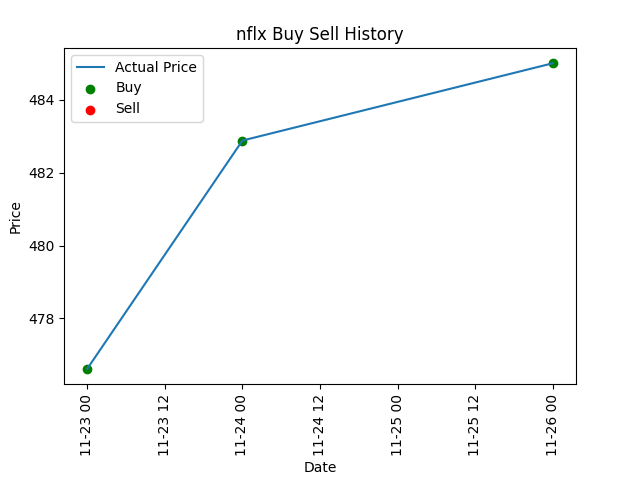 nflx Buy Sell History
Actual Price
Buy
Sell
484
482
480
478
Price
11-23 00
11-23 12
11-24 00
11-24 12
11-25 00
11-25 12
11-26 00
Date